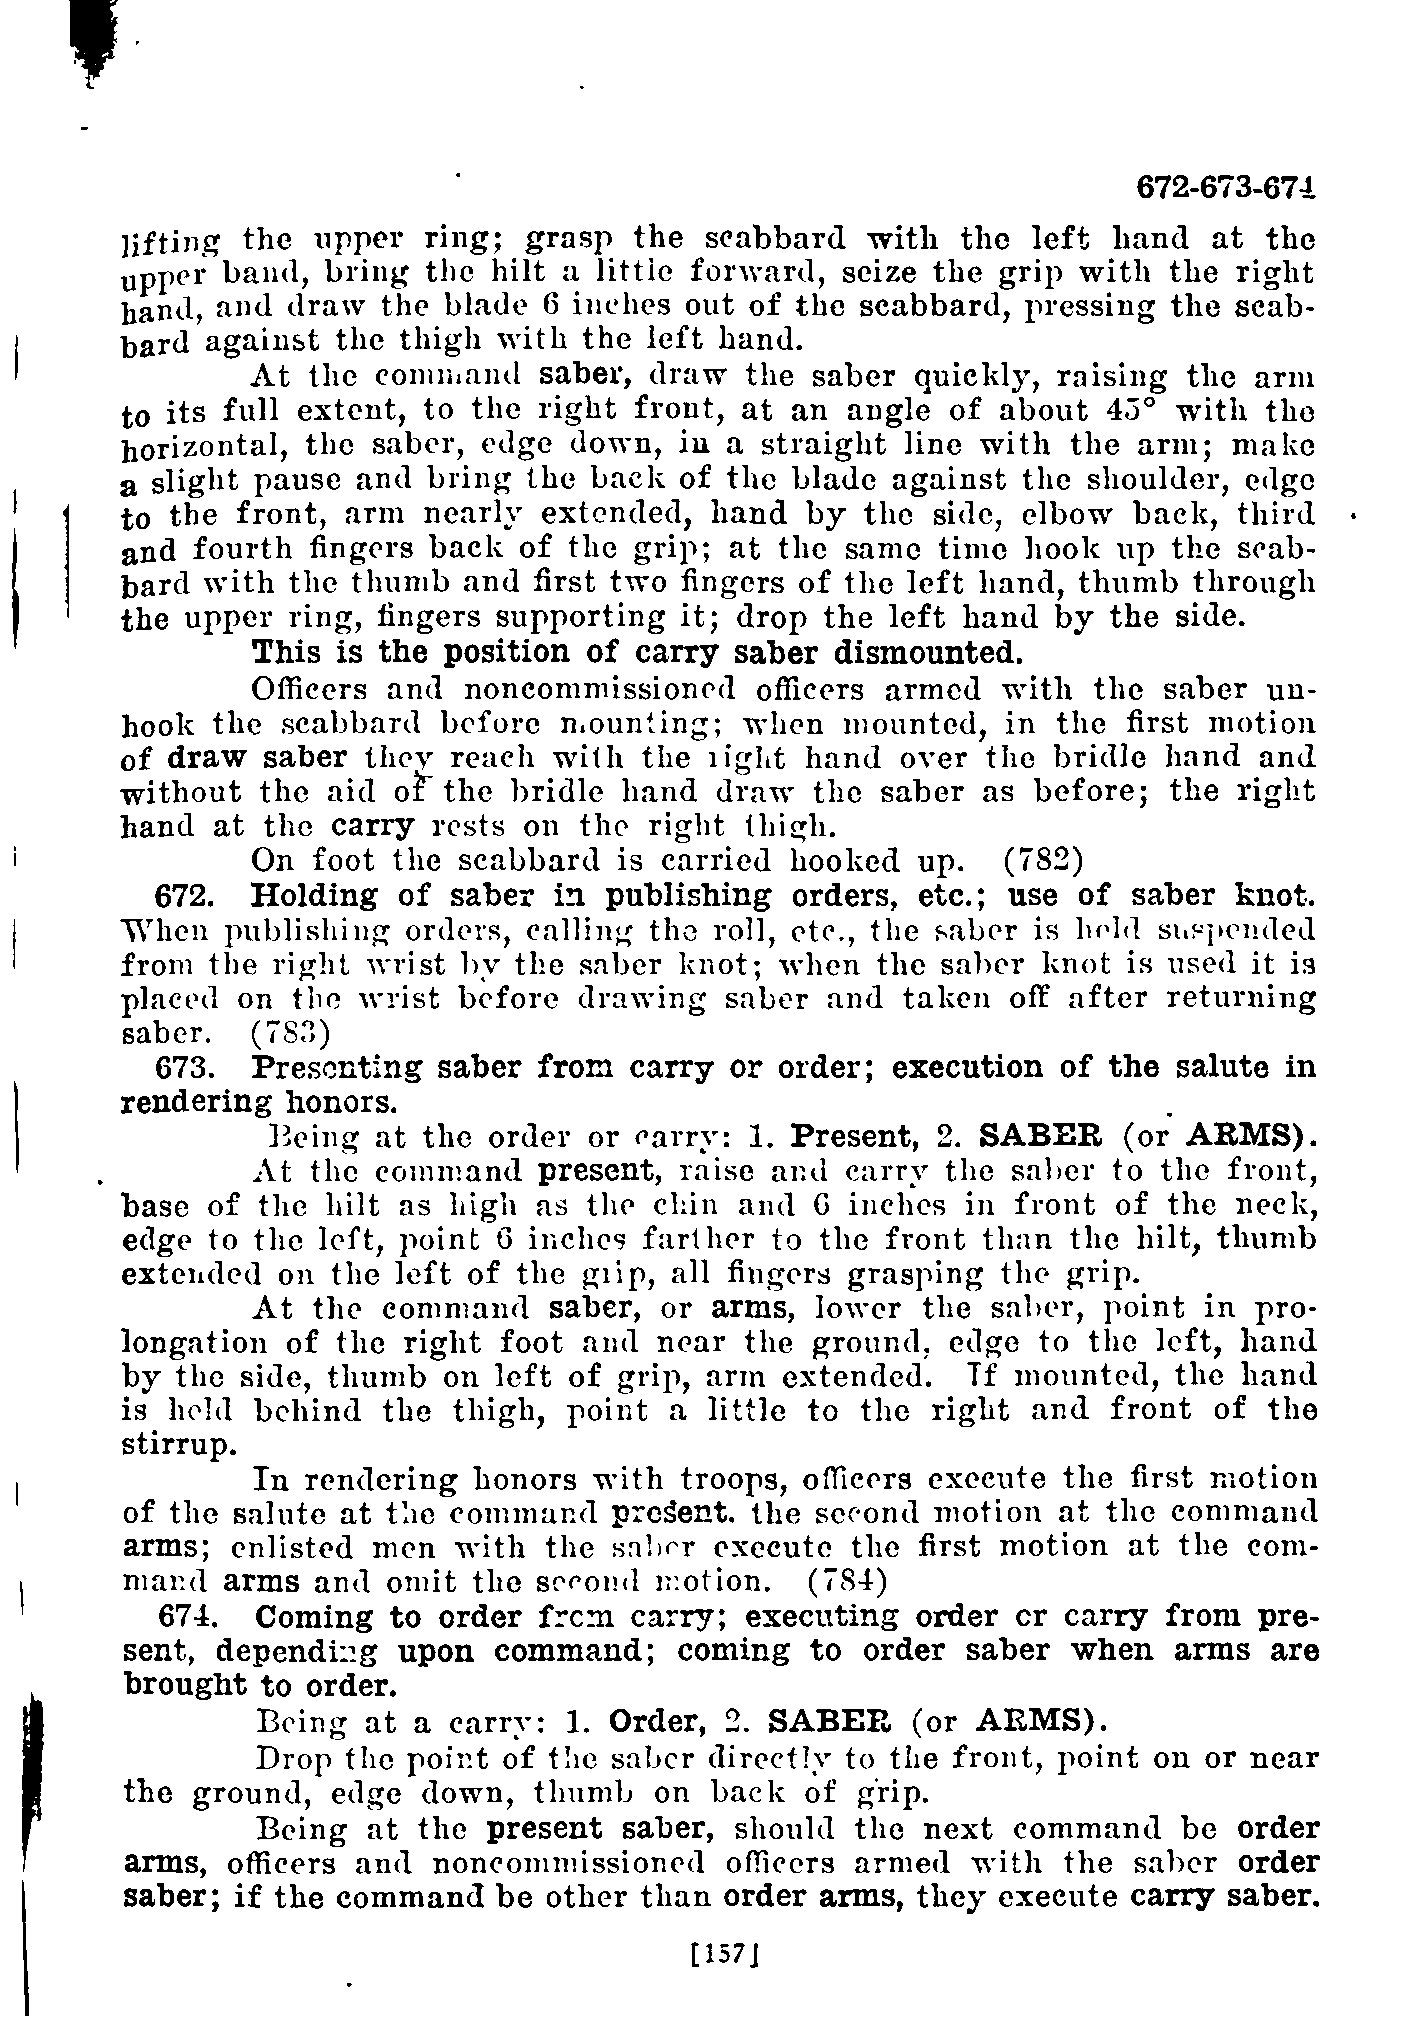 672-673-674
lifting the upper ring; grasp the scabbard with the left hand at the
upper band, bring the hilt a little forward, seize the grip with the right
hand, and draw the blade 6 inches out of the scabbard, pressing the scab-
bard against the thigh with the left hand.
At the command saber, draw the saber quickly, raising the arm
to its full extent, to the right front, at an angle of about 45° with the
horizontal, the saber, edge down, in a straight line with the arm; make
a slight pause and bring the back of the blade against the shoulder, edge
to the front, arm nearly extended, hand by the side, elbow back, third
and fourth fingers back of the grip; at the same time hook up the scab-
bard with the thumb and first two fingers of the left hand, thumb through
the upper ring, fingers supporting it; drop the left hand by the side.
This is the position of carry saber dismounted.
Officers and noncommissioned officers armed with the saber un-
hook the scabbard before mounting; when mounted, in the first motion
of draw saber they reach with the right hand over the bridle hand and
without the aid of the bridle hand draw the saber as before; the right
hand at the carry rests on the right thigh.
On foot the scabbard is carried hooked up. (782)
672. Holding of saber in publishing orders, etc.; use of saber knot.
When publishing orders, calling the roll, etc., the saber is held suspended
from the right wrist by the saber knot; when the saber knot is used it is
placed on the wrist before drawing saber and taken off after returning
saber. (783)
673. Presenting saber from carry or order; execution of the salute in
rendering honors.
Being at the order or carry: 1. Present, 2. SABER (or ARMS).
At the command present, raise and carry the saber to the front,
base of the hilt as high as the chin and 6 inches in front of the neck,
edge to the left, point 6 inches farther to the front than the hilt, thumb
extended on the left of the grip, all fingers grasping the grip.
At the command saber, or arms, lower the saber, point in pro-
longation of the right foot and near the ground, edge to the left, hand
by the side, thumb on left of grip, arm extended. If mounted, the hand
is held behind the thigh, point a little to the right and front of the
stirrup.
In rendering honors with troops, officers execute the first motion
of the salute at the command present. the second motion at the command
arms; enlisted men with the saber execute the first motion at the com-
mand arms and omit the second motion. (784)
674. Coming to order from carry; executing order or carry from pre-
sent, depending upon command; coming to order saber when arms are
brought to order.
Being at a carry: 1. Order, 2. SABER (or ARMS).
Drop the point of the saber directly to the front, point on or near
the ground, edge down, thumb on back of grip.
Being at the present saber, should the next command be order
arms, officers and noncommissioned officers armed with the saber order
saber; if the command be other than order arms, they execute carry saber.
[157]